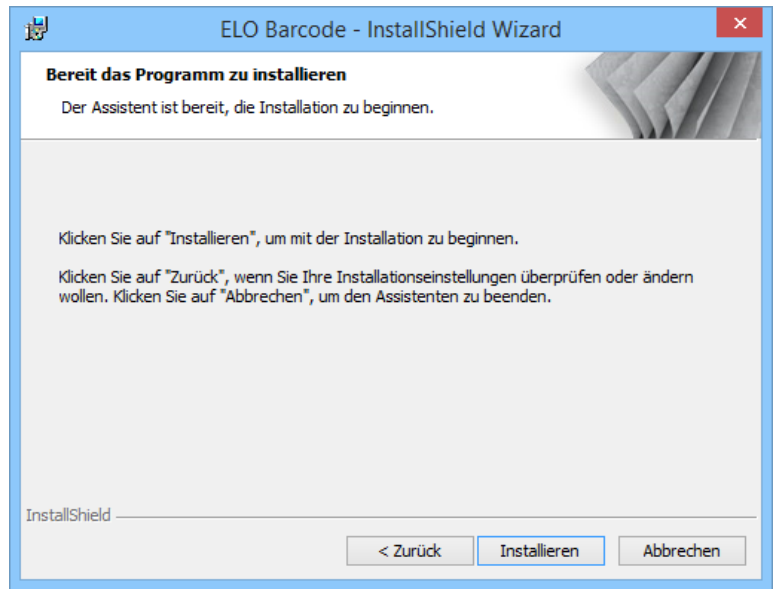 ELO Barcode - InstallShield Wizard
Bereit das Programm zu installieren
Der Assistent ist bereit, die Installation zu beginnen.
Klicken Sie auf "Installieren", um mit der Installation zu beginnen.
Klicken Sie auf "Zurück", wenn Sie Ihre Installationseinstellungen überprüfen oder ändern
wollen. Klicken Sie auf "Abbrechen", um den Assistenten zu beenden.
InstallShield
< Zurück
Installieren
Abbrechen